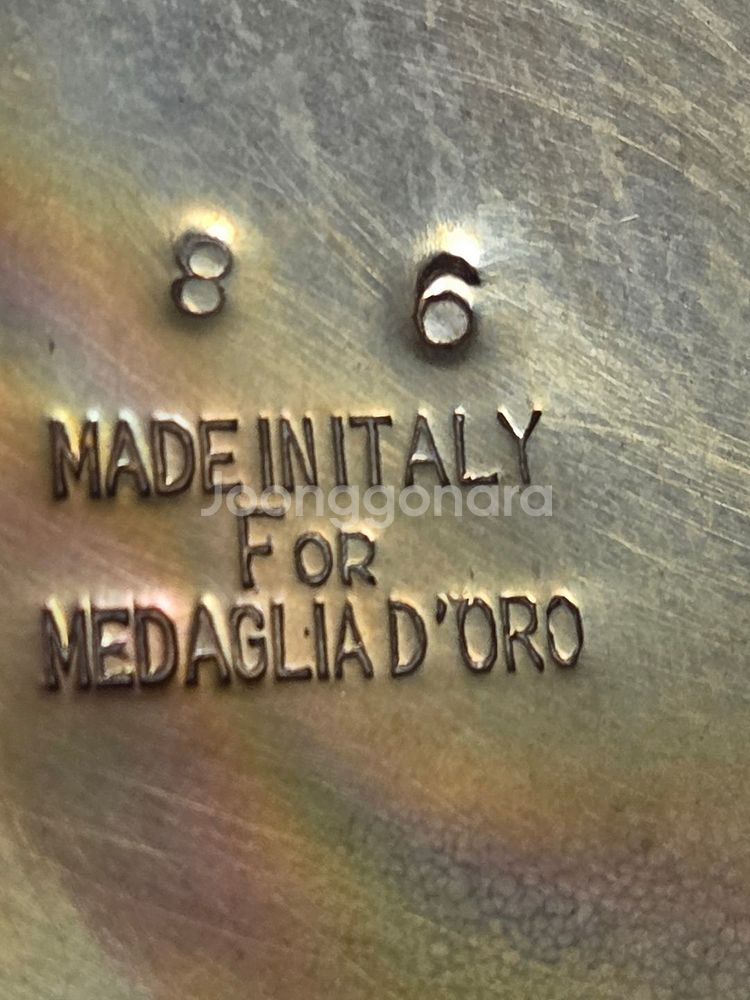 8 6
MADE IN ITALY
Joonggonara
FOR
MEDAGLIA D'ORO